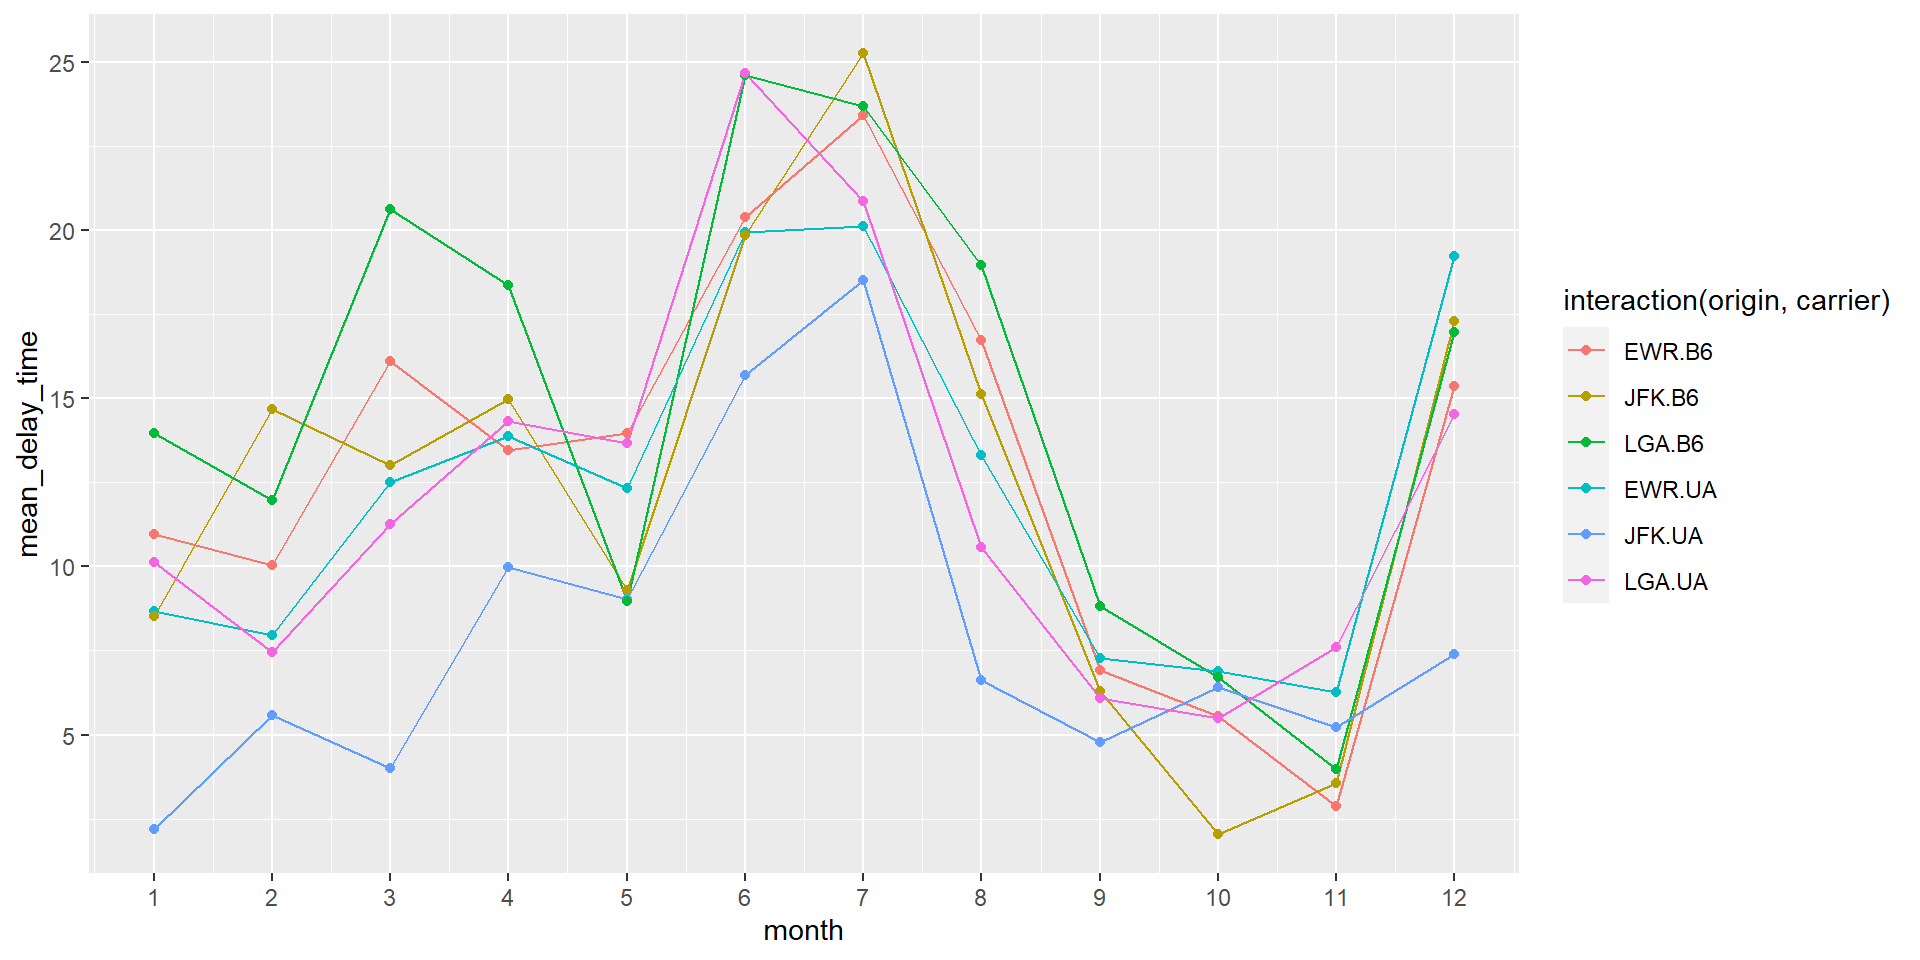 25
20
15
10
5
mean_delay_time
1 2 3 4 5 6 7 8 9 10 11 12
month
interaction(origin, carrier)
EWR.B6
JFK.B6
LGA.B6
EWR.UA
JFK.UA
LGA.UA